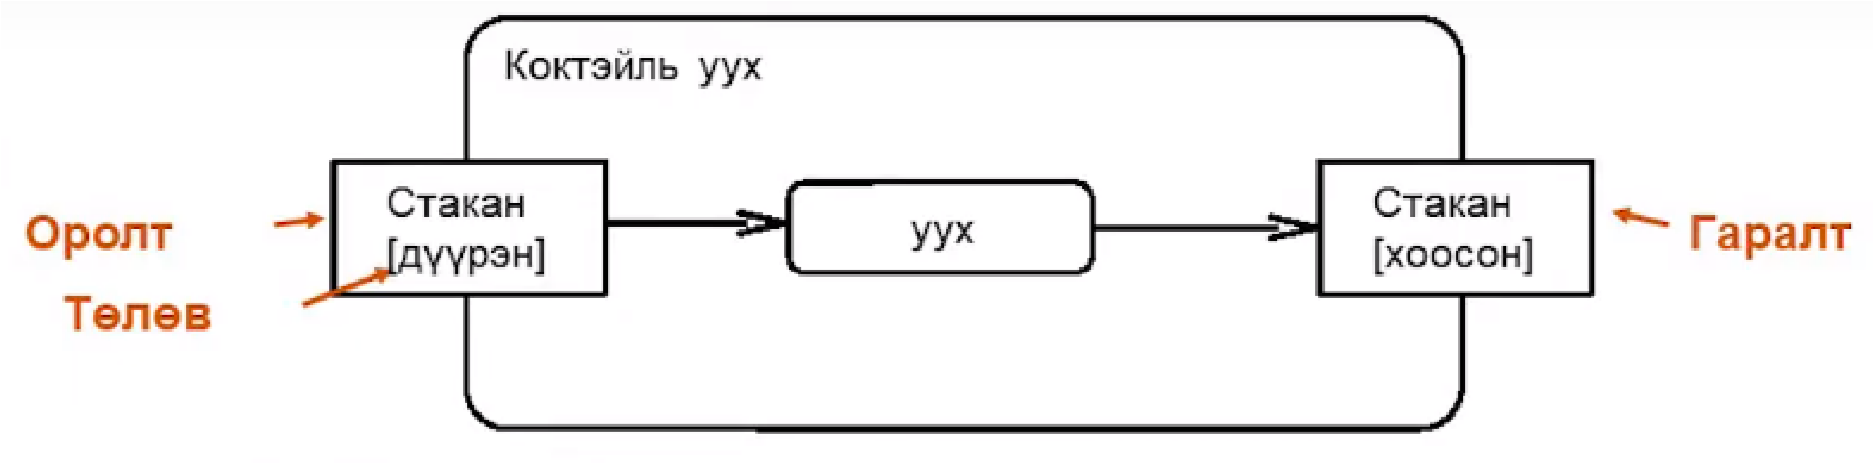 Коктэйль уух
Оролт
Төлөв
Стакан
[дүүрэн]
уух
Стакан
[хоосон]
Гаралт